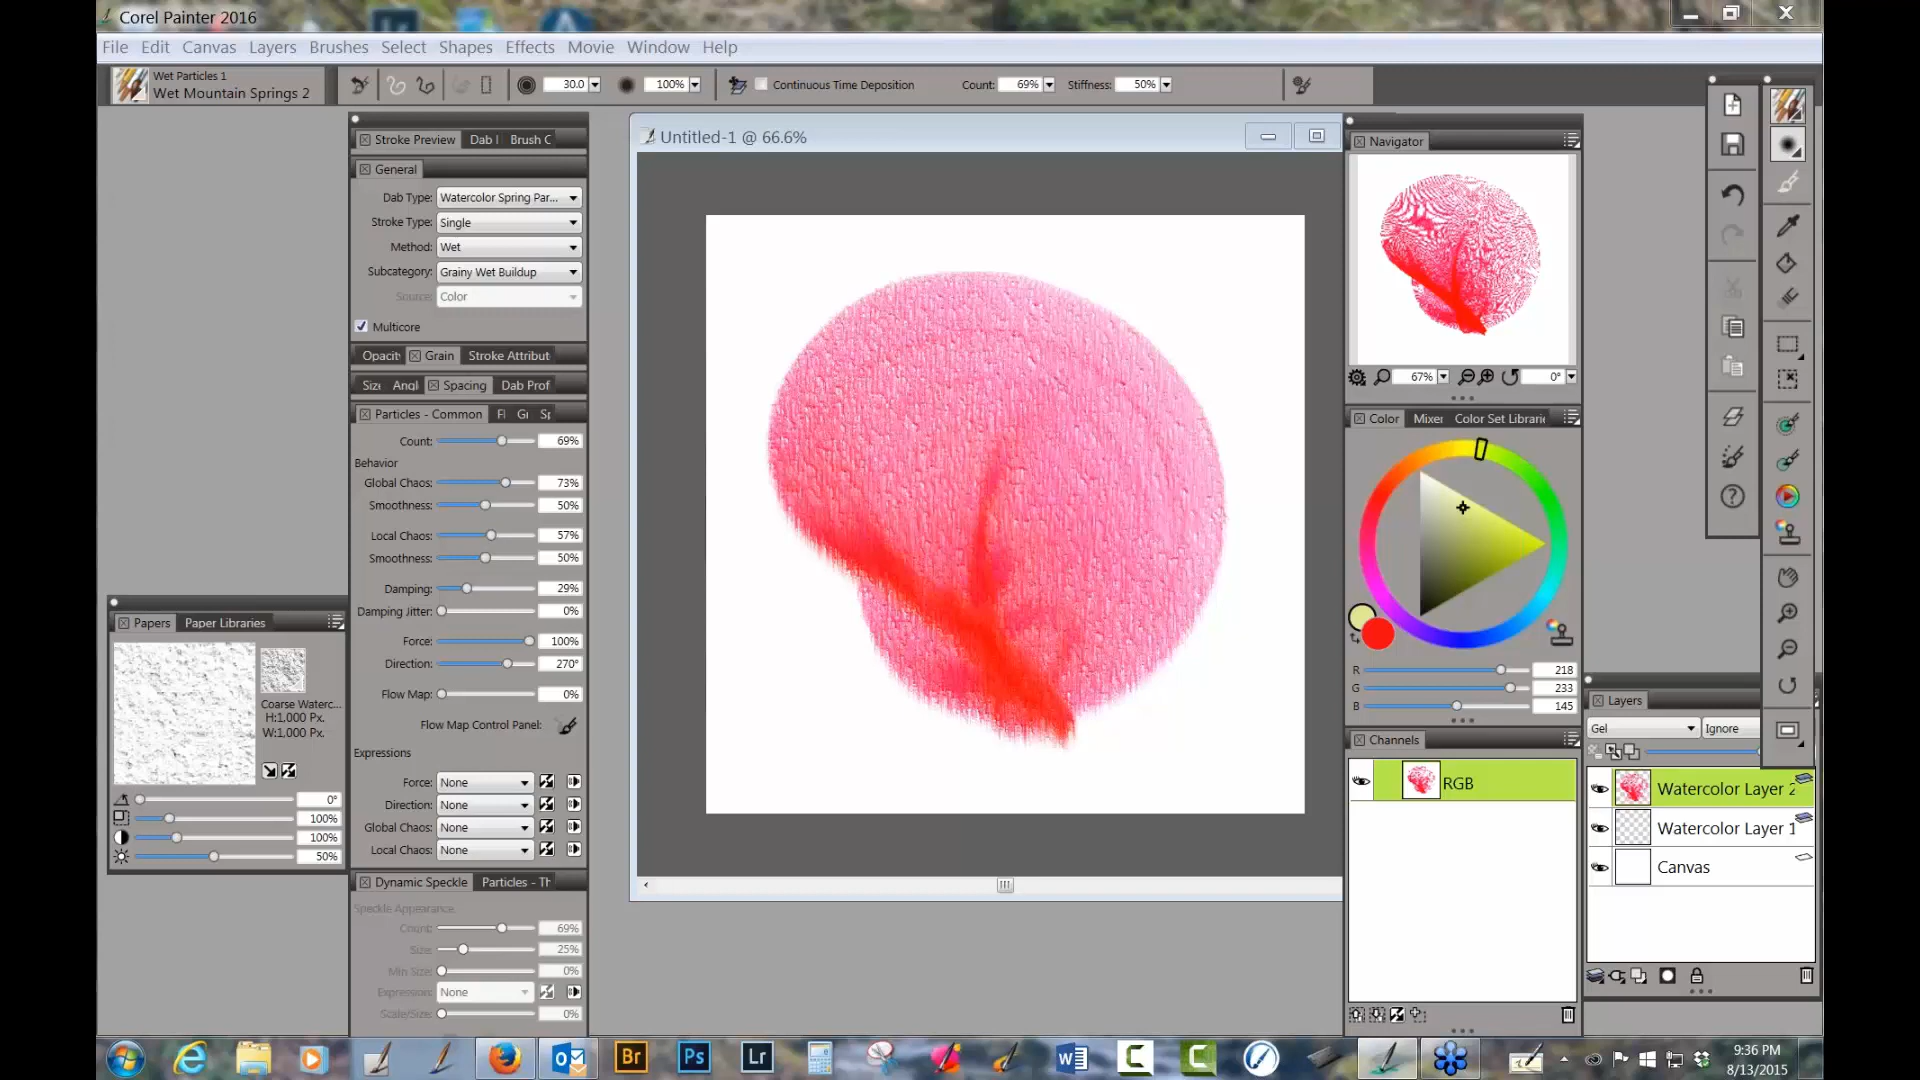 Corel Painter 2016
File Edit Canvas Layers Brushes Select Shapes Effects Movie Window Help
Wet Particles 1
Wet Mountain Springs 2
30.0 100% Continuous Time Deposition Count: 69% Stiffness: 50%
Stroke Preview Dab I Brush C
General
Dab Type: Watercolor Spring Par...
Stroke Type: Single
Method: Wet
Subcategory: Grainy Wet Buildup
Source: Color
Multicore
Opacit Grain Stroke Attribut
Size Angl Spacing Dab Prof
Particles - Common Fl Gr Sp
Count: 69%
Behavior
Global Chaos: 73%
Smoothness: 50%
Local Chaos: 57%
Smoothness: 50%
Damping: 29%
Damping Jitter: 0%
Force: 100%
Direction: 270°
Flow Map: 0%
Flow Map Control Panel:
Expressions
Force: None
Direction: None
Global Chaos: None
Local Chaos: None
Dynamic Speckle Particles - Th
Speckle Appearance
Count: 69%
Size: 25%
Min Size: 0%
Expression: None
Scale/Size: 0%
Papers Paper Libraries
Coarse Waterc...
H:1,000 Px.
W:1,000 Px.
0°
100%
100%
50%
Untitled-1 @ 66.6%
Navigator
67% 0°
Color Mixer Color Set Librari
R 218
G 233
B 145
Channels
RGB
Layers
Gel Ignore
Watercolor Layer 2
Watercolor Layer 1
Canvas
Br Ps Lr
9:36 PM
8/13/2015